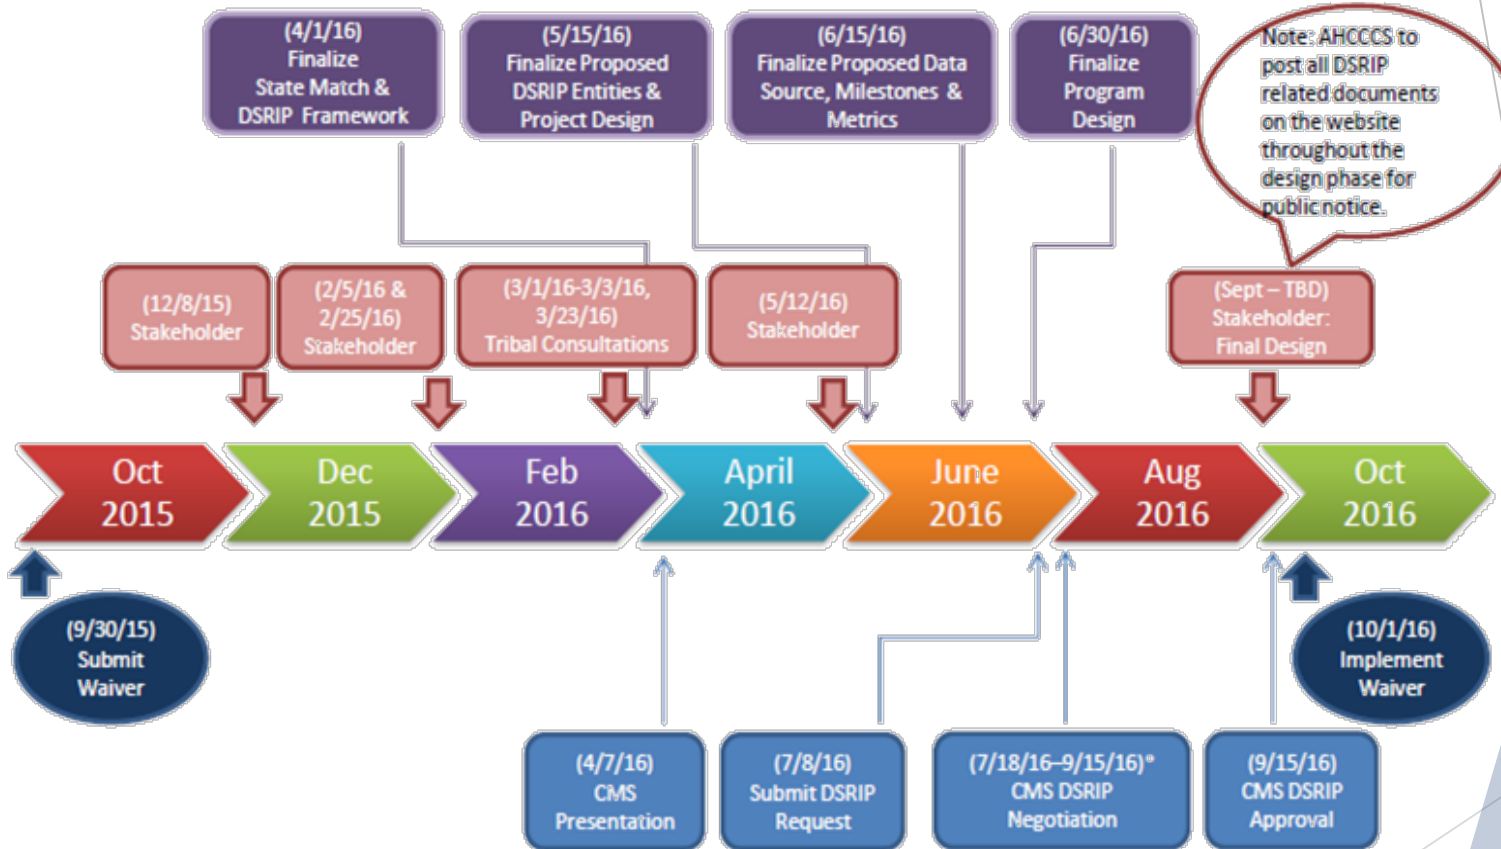 (4/1/16)
Finalize
State Match &
DSRIP Framework
(5/15/16)
Finalize Proposed
DSRIP Entities &
Project Design
(6/15/16)
Finalize Proposed Data
Source, Milestones &
Metrics
(6/30/16)
Finalize
Program
Design
Note: AHCCCS to
post all DSRIP
related documents
on the website
throughout the
design phase for
public notice.
(12/8/15)
Stakeholder
(2/5/16 &
2/25/16)
Stakeholder
(3/1/16-3/3/16,
3/23/16)
Tribal Consultations
(5/12/16)
Stakeholder
(Sept – TBD)
Stakeholder:
Final Design
Oct
2015
Dec
2015
Feb
2016
April
2016
June
2016
Aug
2016
Oct
2016
(9/30/15)
Submit
Waiver
(10/1/16)
Implement
Waiver
(4/7/16)
CMS
Presentation
(7/8/16)
Submit DSRIP
Request
(7/18/16–9/15/16)*
CMS DSRIP
Negotiation
(9/15/16)
CMS DSRIP
Approval